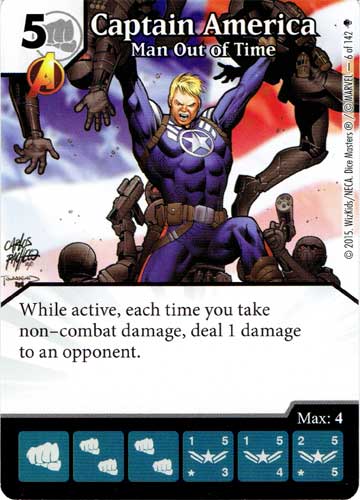 5 Captain America
Man Out of Time
6 of 142
©MARVEL
© 2015, WizKids/NECA. Dice Masters ® /
While active, each time you take
non–combat damage, deal 1 damage
to an opponent.
Max: 4
1 5
* 3
1 5
* 4
2 5
* 5